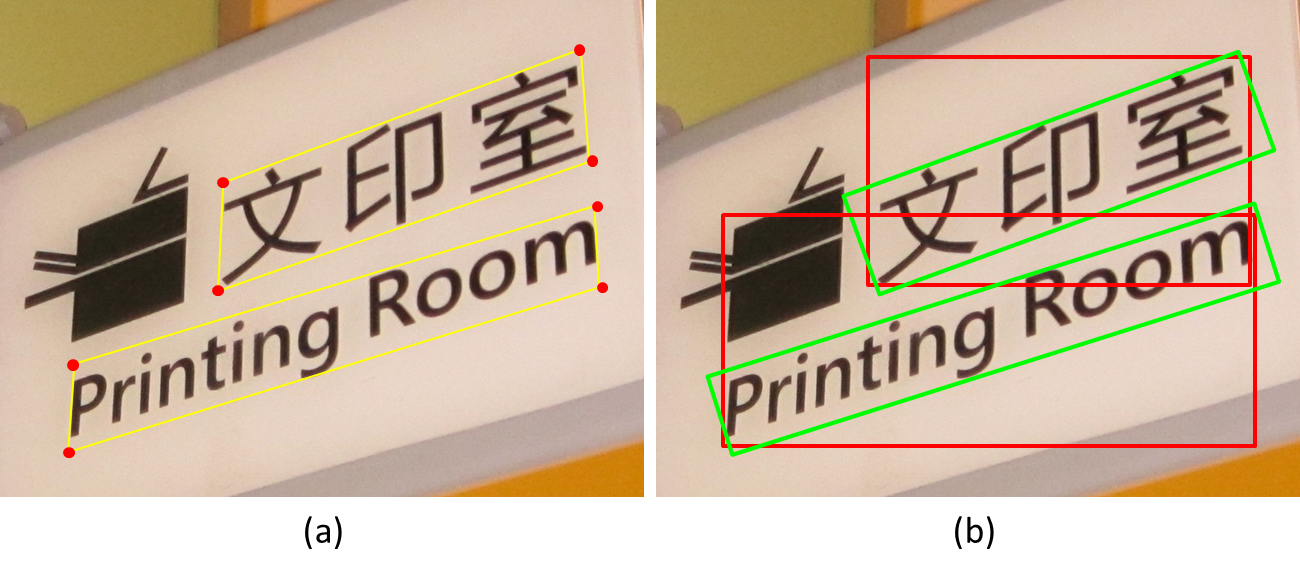 文印室
Printing Room
文印室
Printing Room
(a)
(b)